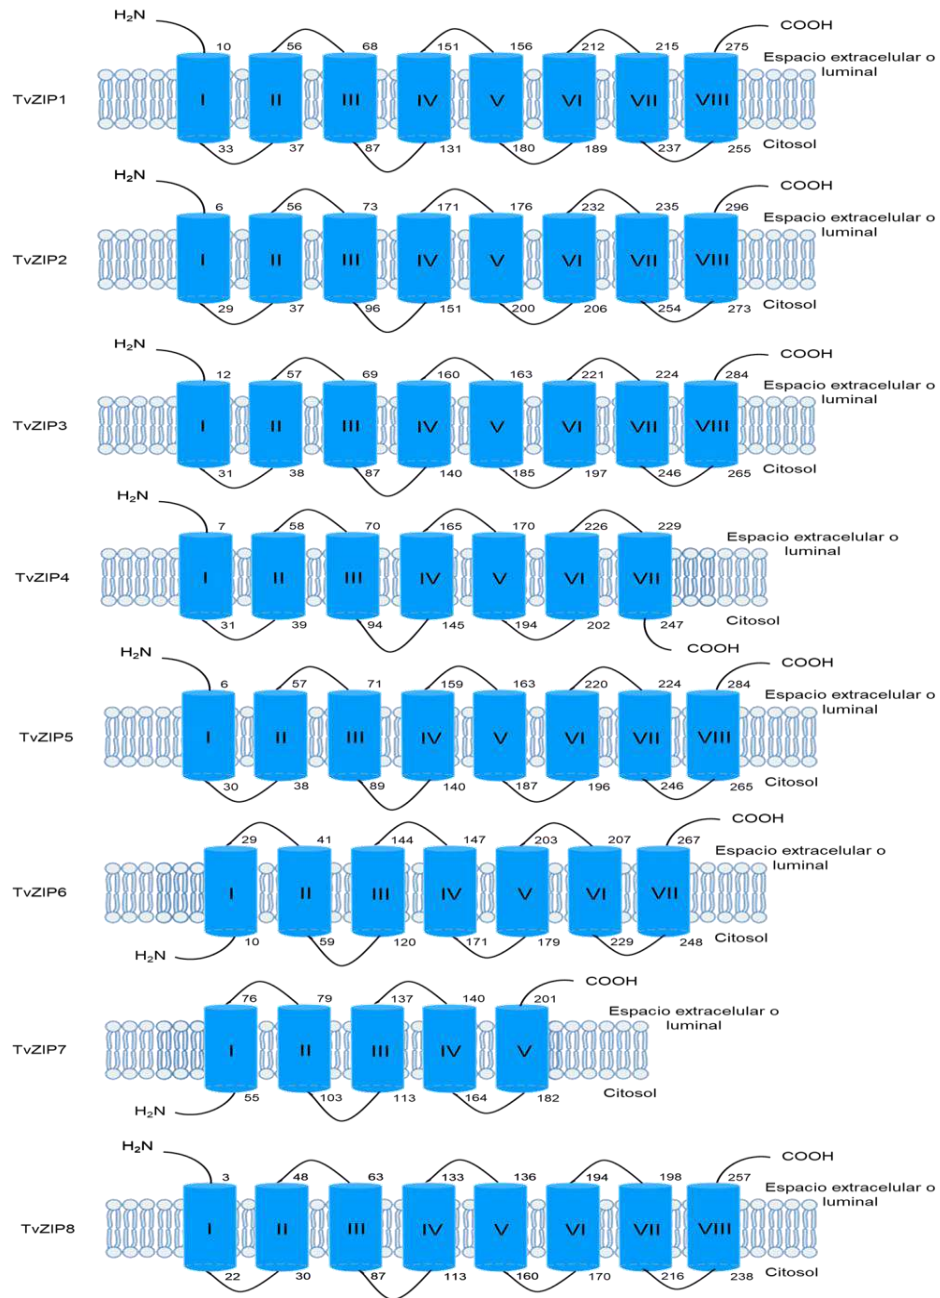 H₂N
COOH
10 56 68 151 156 212 215 275
Espacio extracelular o
luminal
TvZIP1
I II III IV V VI VII VIII
33 37 87 131 180 189 237 255
Citosol
H₂N
COOH
6 56 73 171 176 232 235 296
Espacio extracelular o
luminal
TvZIP2
I II III IV V VI VII VIII
29 37 96 151 200 206 254 273
Citosol
H₂N
COOH
12 57 69 160 163 221 224 284
Espacio extracelular o
luminal
TvZIP3
I II III IV V VI VII VIII
31 38 87 140 185 197 246 265
Citosol
H₂N
7 58 70 165 170 226 229
Espacio extracelular o
luminal
TvZIP4
I II III IV V VI VII
31 39 94 145 194 202 247
Citosol
COOH
H₂N
COOH
6 57 71 159 163 220 224 284
Espacio extracelular o
luminal
TvZIP5
I II III IV V VI VII VIII
30 38 89 140 187 196 246 265
Citosol
COOH
29 41 144 147 203 207 267
Espacio extracelular o
luminal
TvZIP6
I II III IV V VI VII
10 59 120 171 179 229 248
Citosol
H₂N
COOH
76 79 137 140 201
Espacio extracelular o
luminal
TvZIP7
I II III IV V
55 103 113 164 182
Citosol
H₂N
H₂N
COOH
3 48 63 133 136 194 198 257
Espacio extracelular o
luminal
TvZIP8
I II III IV V VI VII VIII
22 30 87 113 160 170 216 238
Citosol